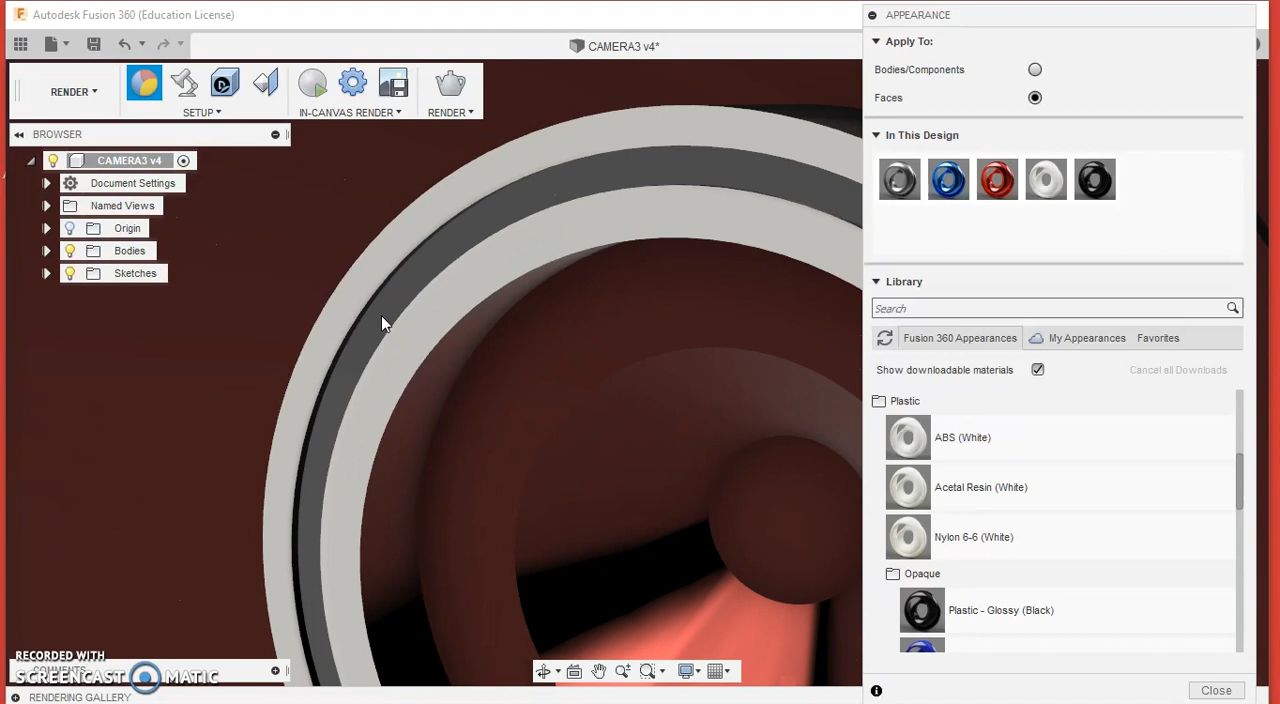 Autodesk Fusion 360 (Education License)
CAMERA3 v4*
RENDER
SETUP
IN-CANVAS RENDER
RENDER
BROWSER
CAMERA3 v4
Document Settings
Named Views
Origin
Bodies
Sketches
APPEARANCE
Apply To:
Bodies/Components
Faces
In This Design
Library
Search
Fusion 360 Appearances
My Appearances
Favorites
Show downloadable materials
Cancel all Downloads
Plastic
ABS (White)
Acetal Resin (White)
Nylon 6-6 (White)
Opaque
Plastic - Glossy (Black)
Close
RECORDED WITH
COMMENTS
SCREENCAST MATIC
RENDERING GALLERY